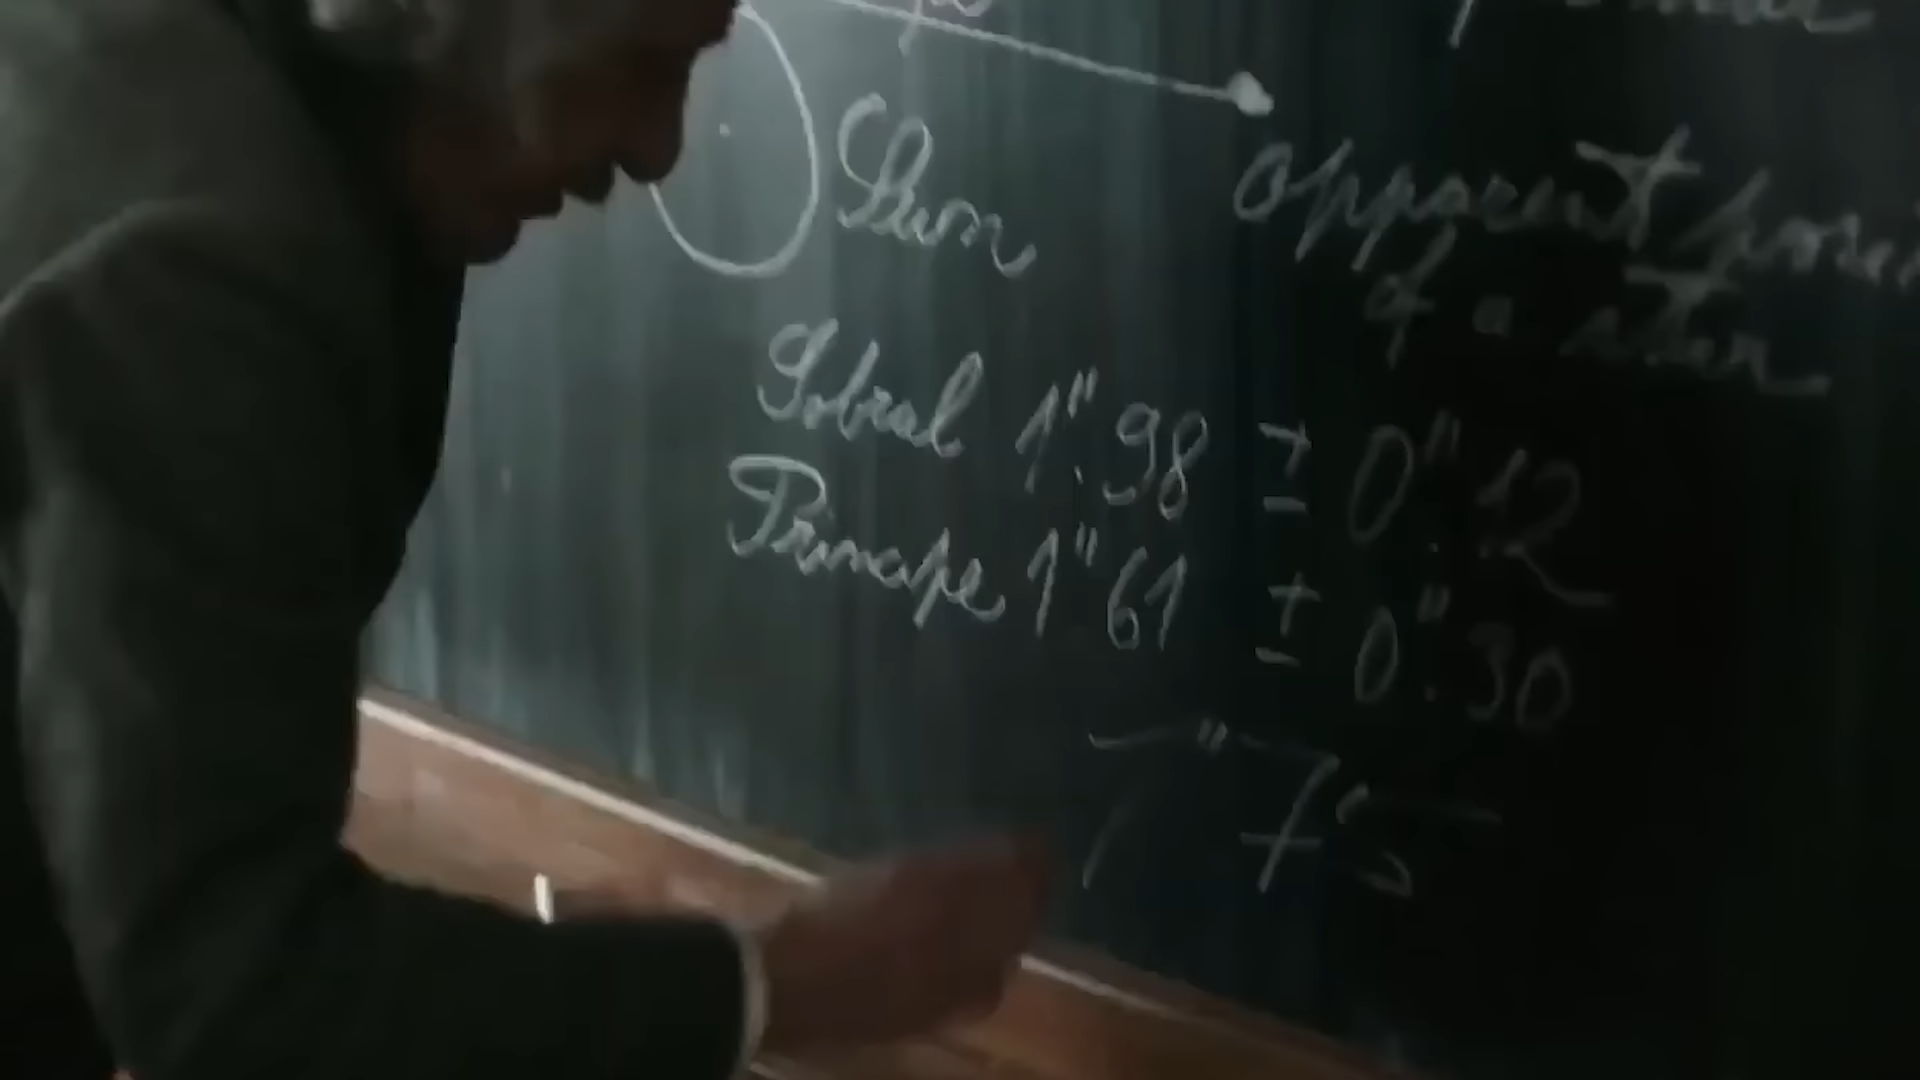 Sun
apparent posi
of a star
Sobral 1".98 ± 0".12
Principe 1"61 ± 0".30
1"75